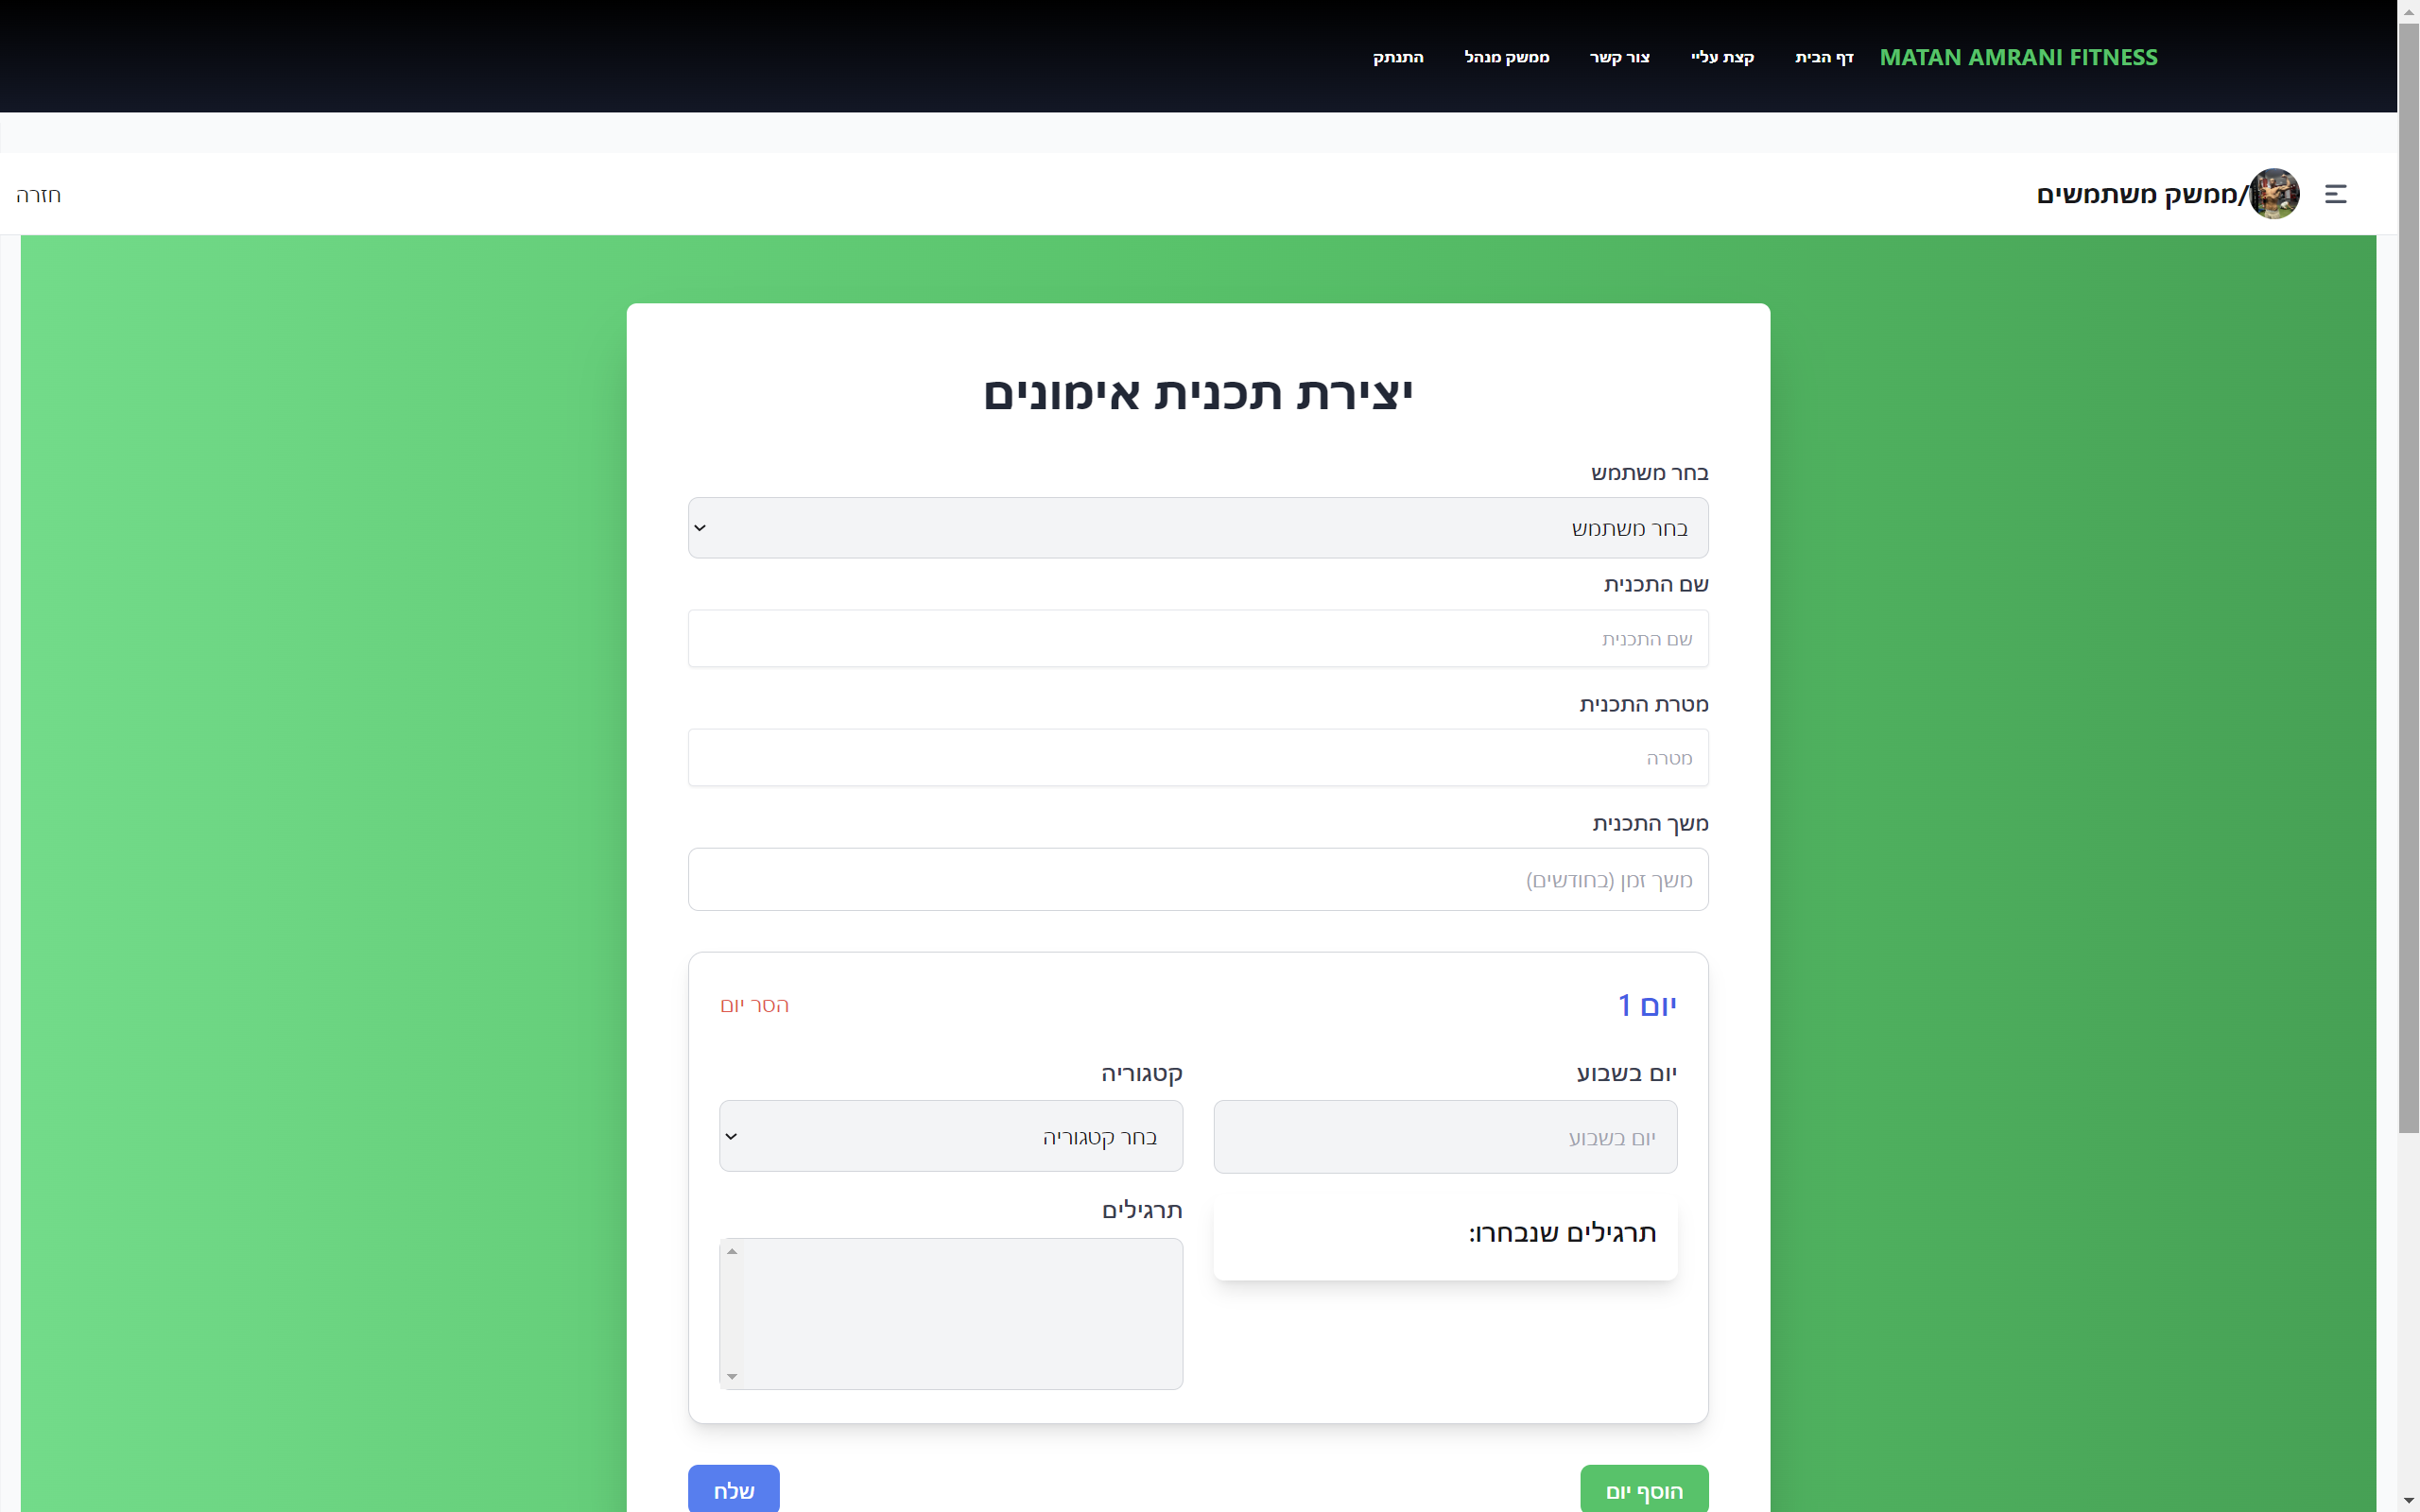 MATAN AMRANI FITNESS דף הבית קצת עליי צור קשר ממשק מנהל התנתק
/ממשק משתמשים חזרה
יצירת תכנית אימונים
בחר משתמש
בחר משתמש
שם התכנית
שם התכנית
מטרת התכנית
מטרה
משך התכנית
משך זמן (בחודשים)
יום 1 הסר יום
יום בשבוע קטגוריה
יום בשבוע בחר קטגוריה
תרגילים
תרגילים שנבחרו:
הוסף יום שלח